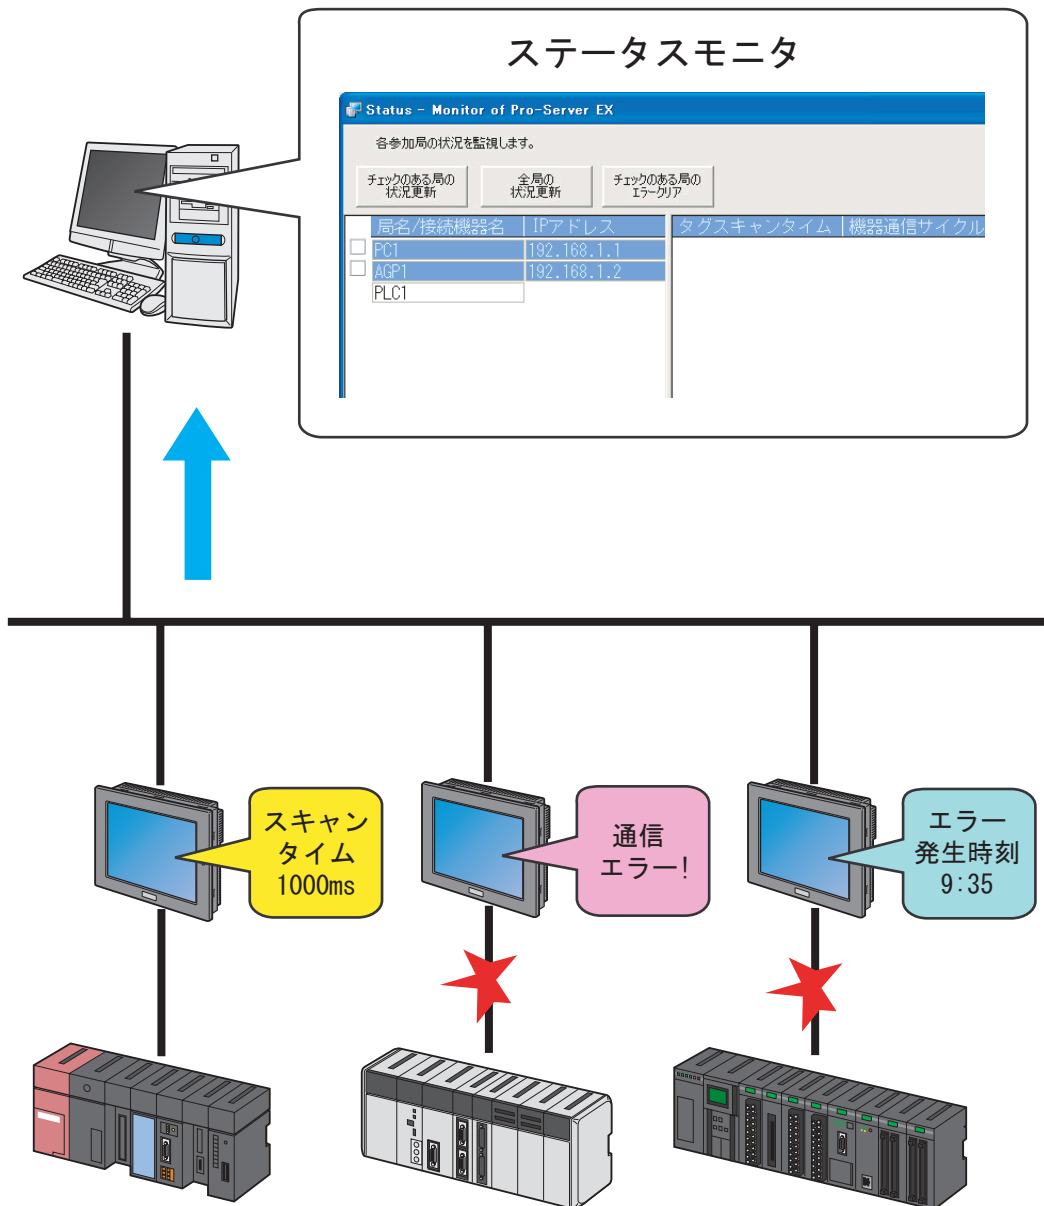 ステータスモニタ
Status - Monitor of Pro-Server EX
各参加局の状況を監視します。
チェックのある局の
状況更新
全局の
状況更新
チェックのある局の
エラークリア
局名/接続機器名 IPアドレス タグスキャンタイム 機器通信サイクル
PC1 192.168.1.1
AGP1 192.168.1.2
PLC1
スキャン
タイム
1000ms
通信
エラー!
エラー
発生時刻
9:35